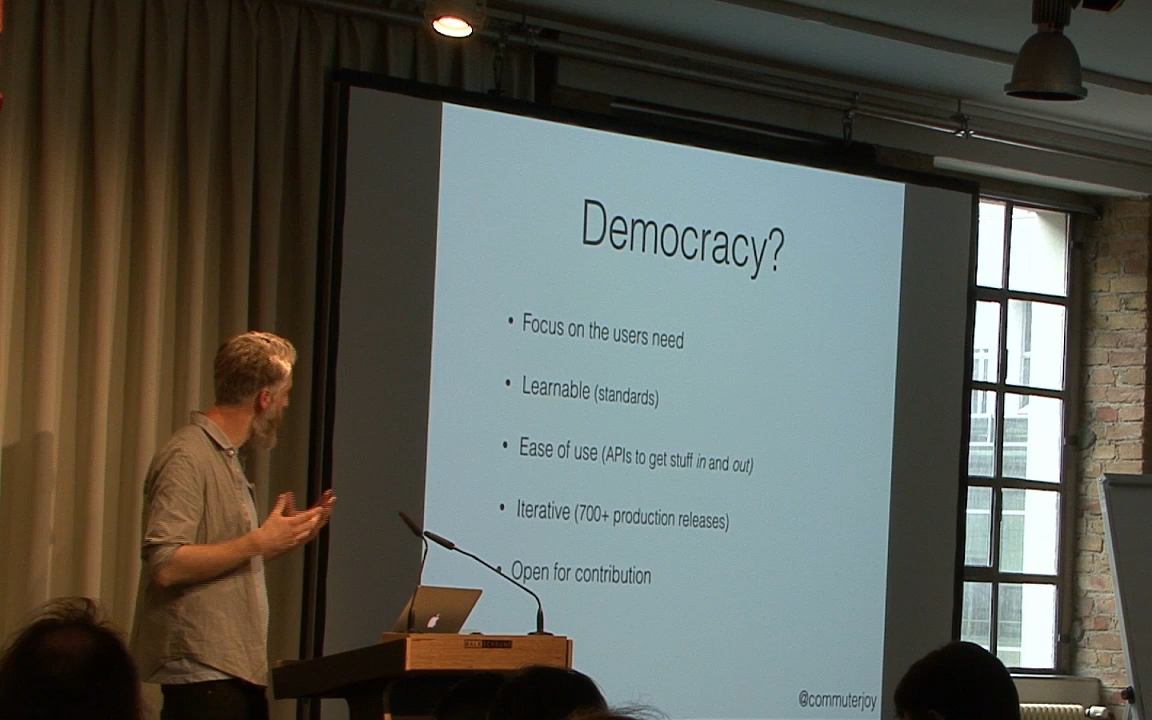 Democracy?
• Focus on the users need
• Learnable (standards)
• Ease of use (APIs to get stuff in and out)
• Iterative (700+ production releases)
• Open for contribution
@commuterjoy